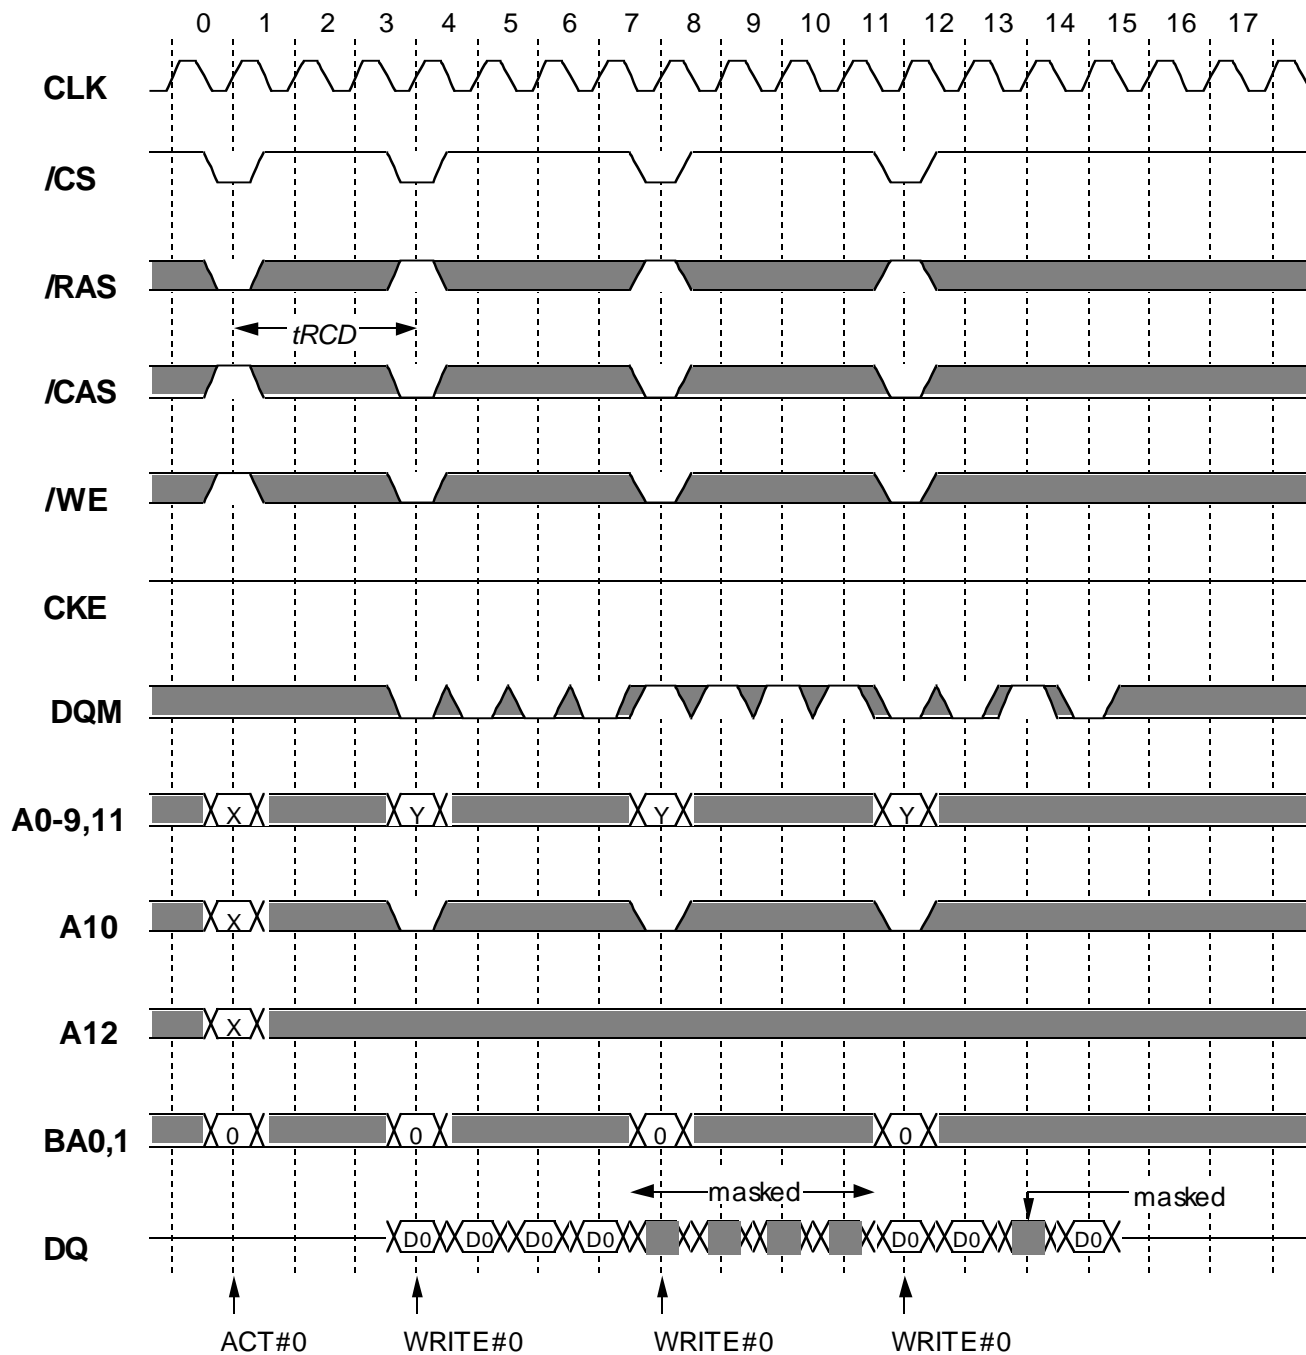 0 1 2 3 4 5 6 7 8 9 10 11 12 13 14 15 16 17
CLK
/CS
/RAS
tRCD
/CAS
/WE
CKE
DQM
A0-9,11 X Y Y Y
A10 X
A12 X
BA0,1 0 0 0 0
masked masked
DQ D0 D0 D0 D0 D0 D0 D0
ACT#0 WRITE#0 WRITE#0 WRITE#0